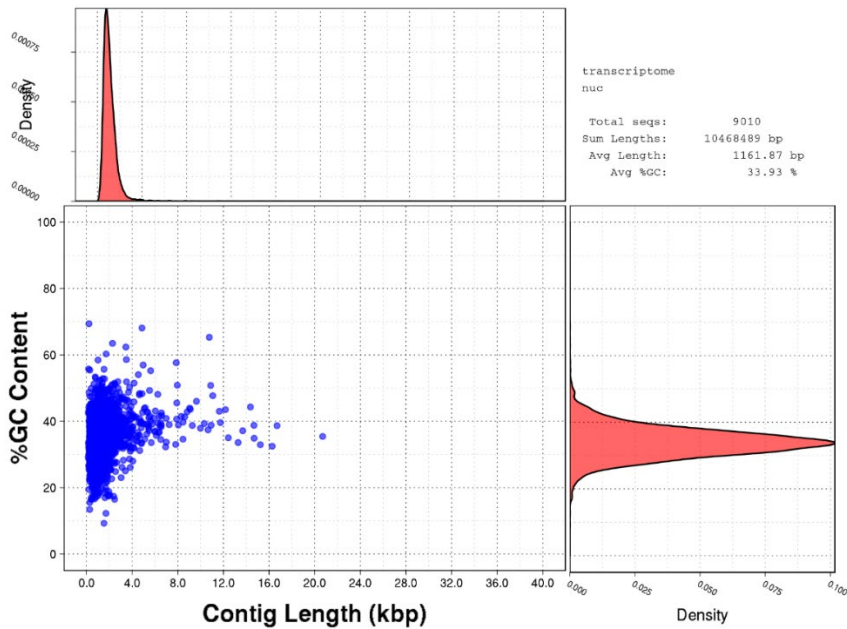 0.00075
0.00050
0.00025
0.00000
Density
transcriptome
nuc
Total seqs: 9010
Sum Lengths: 10468489 bp
Avg Length: 1161.87 bp
Avg %GC: 33.93 %
100
80
60
40
20
0
%GC Content
0.0 4.0 8.0 12.0 16.0 20.0 24.0 28.0 32.0 36.0 40.0
Contig Length (kbp)
0.000 0.025 0.050 0.075 0.100
Density